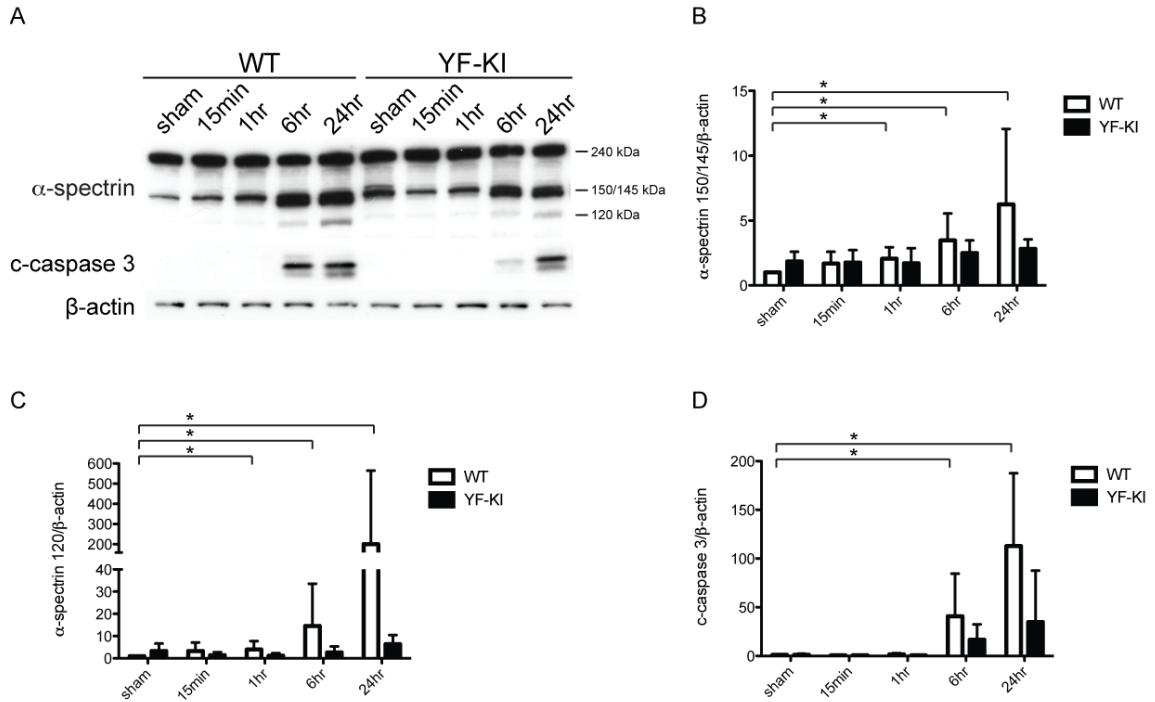 A
WT YF-KI
sham 15min 1hr 6hr 24hr sham 15min 1hr 6hr 24hr
240 kDa
α-spectrin 150/145 kDa
120 kDa
c-caspase 3
β-actin
B
* 
*
*
15
10
5
0
α-spectrin 150/145/β-actin
sham 15min 1hr 6hr 24hr
WT
YF-KI
C
*
*
*
600
500
400
300
200
40
30
20
10
0
α-spectrin 120/β-actin
sham 15min 1hr 6hr 24hr
WT
YF-KI
D
*
*
200
150
100
50
0
c-caspase 3/β-actin
sham 15min 1hr 6hr 24hr
WT
YF-KI